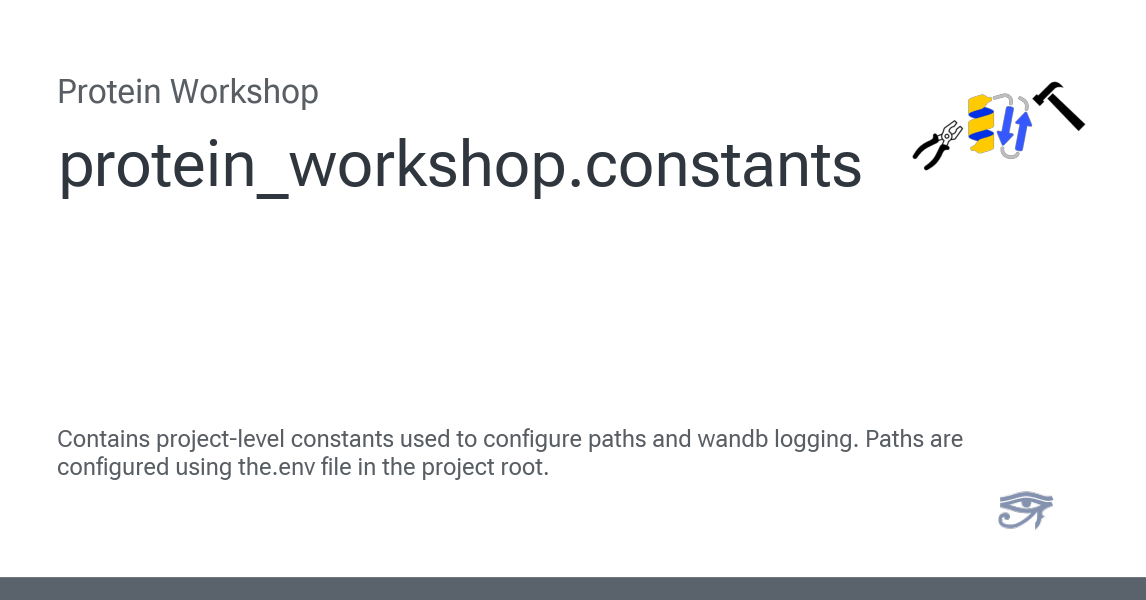 Protein Workshop
protein_workshop.constants
Contains project-level constants used to configure paths and wandb logging. Paths are
configured using the.env file in the project root.